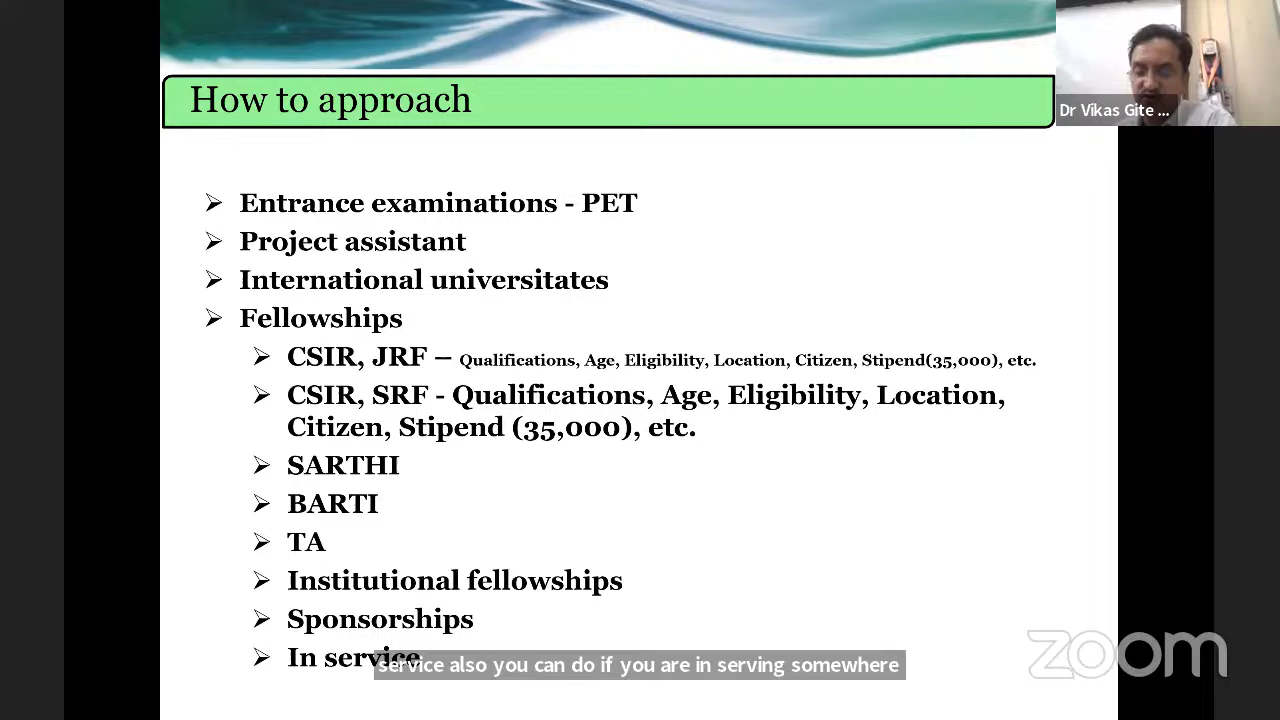 How to approach
Dr Vikas Gite ...
Entrance examinations - PET
Project assistant
International universitates
Fellowships
CSIR, JRF – Qualifications, Age, Eligibility, Location, Citizen, Stipend(35,000), etc.
CSIR, SRF - Qualifications, Age, Eligibility, Location,
Citizen, Stipend (35,000), etc.
SARTHI
BARTI
TA
Institutional fellowships
Sponsorships
In service
service also you can do if you are in serving somewhere
zoom